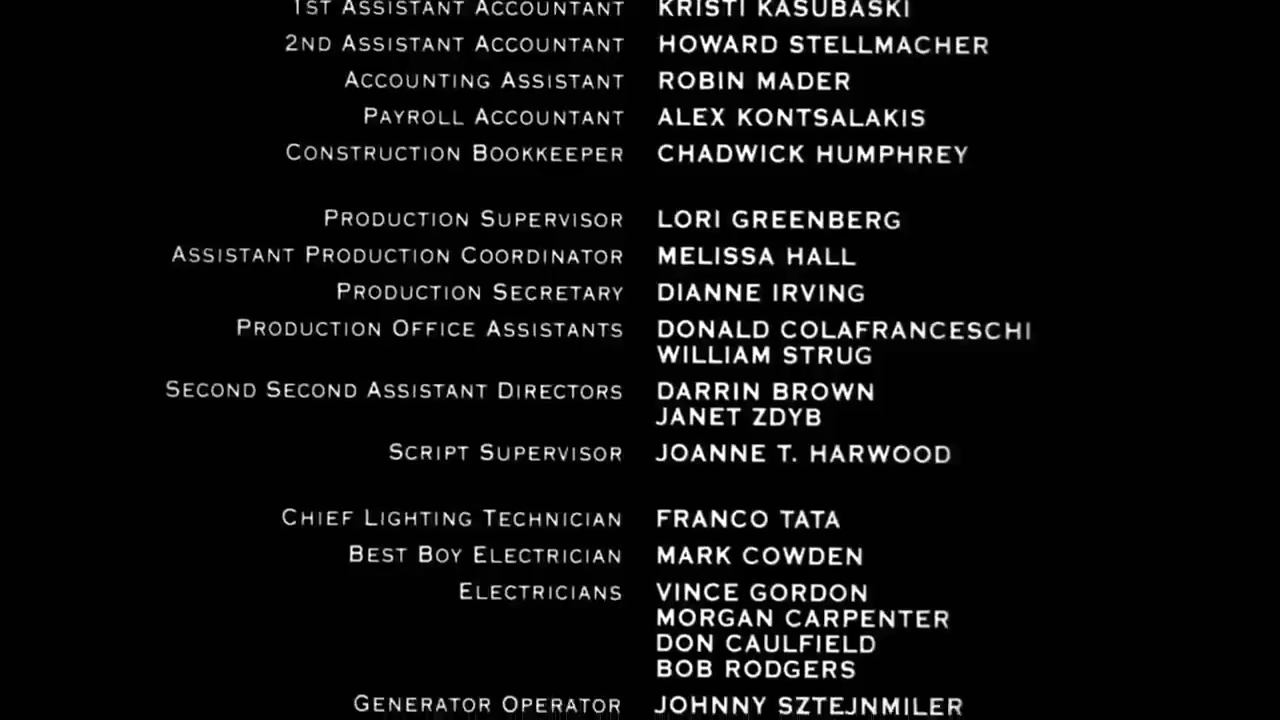 1ST ASSISTANT ACCOUNTANT KRISTI KASUBASKI
2ND ASSISTANT ACCOUNTANT HOWARD STELLMACHER
ACCOUNTING ASSISTANT ROBIN MADER
PAYROLL ACCOUNTANT ALEX KONTSALAKIS
CONSTRUCTION BOOKKEEPER CHADWICK HUMPHREY
PRODUCTION SUPERVISOR LORI GREENBERG
ASSISTANT PRODUCTION COORDINATOR MELISSA HALL
PRODUCTION SECRETARY DIANNE IRVING
PRODUCTION OFFICE ASSISTANTS DONALD COLAFRANCESCHI
WILLIAM STRUG
SECOND SECOND ASSISTANT DIRECTORS DARRIN BROWN
JANET ZDYB
SCRIPT SUPERVISOR JOANNE T. HARWOOD
CHIEF LIGHTING TECHNICIAN FRANCO TATA
BEST BOY ELECTRICIAN MARK COWDEN
ELECTRICIANS VINCE GORDON
MORGAN CARPENTER
DON CAULFIELD
BOB RODGERS
GENERATOR OPERATOR JOHNNY SZTEJNMILER